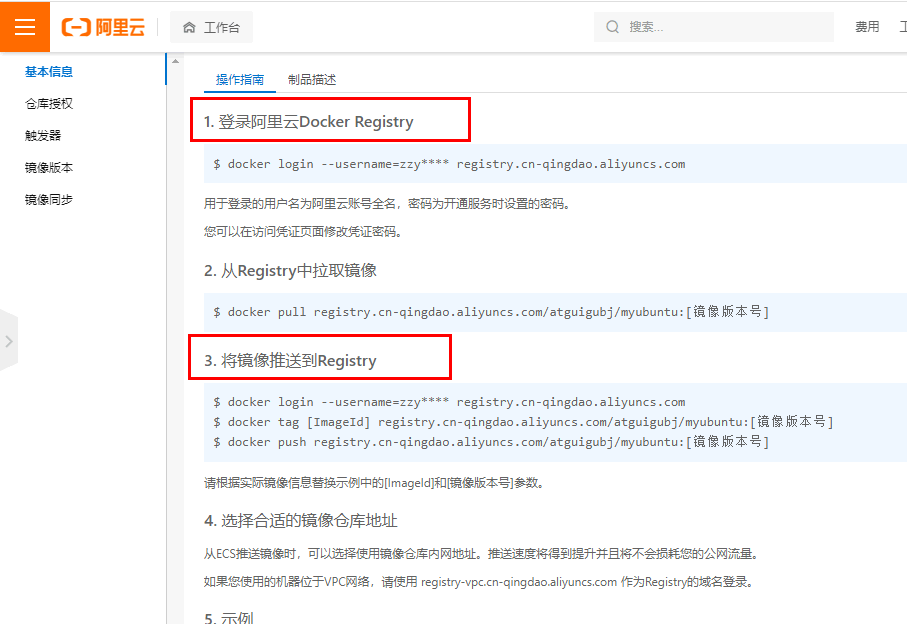 阿里云
工作台
搜索...
费用
基本信息
仓库授权
触发器
镜像版本
镜像同步
操作指南 制品描述
1. 登录阿里云Docker Registry
$ docker login --username=zzy**** registry.cn-qingdao.aliyuncs.com
用于登录的用户名为阿里云账号全名，密码为开通服务时设置的密码。
您可以在访问凭证页面修改凭证密码。
2. 从Registry中拉取镜像
$ docker pull registry.cn-qingdao.aliyuncs.com/atguigubj/myubuntu:[镜像版本号]
3. 将镜像推送到Registry
$ docker login --username=zzy**** registry.cn-qingdao.aliyuncs.com
$ docker tag [ImageId] registry.cn-qingdao.aliyuncs.com/atguigubj/myubuntu:[镜像版本号]
$ docker push registry.cn-qingdao.aliyuncs.com/atguigubj/myubuntu:[镜像版本号]
请根据实际镜像信息替换示例中的[ImageId]和[镜像版本号]参数。
4. 选择合适的镜像仓库地址
从ECS推送镜像时，可以选择使用镜像仓库内网地址。推送速度将得到提升并且将不会损耗您的公网流量。
如果您使用的机器位于VPC网络，请使用 registry-vpc.cn-qingdao.aliyuncs.com 作为Registry的域名登录。
5. 示例